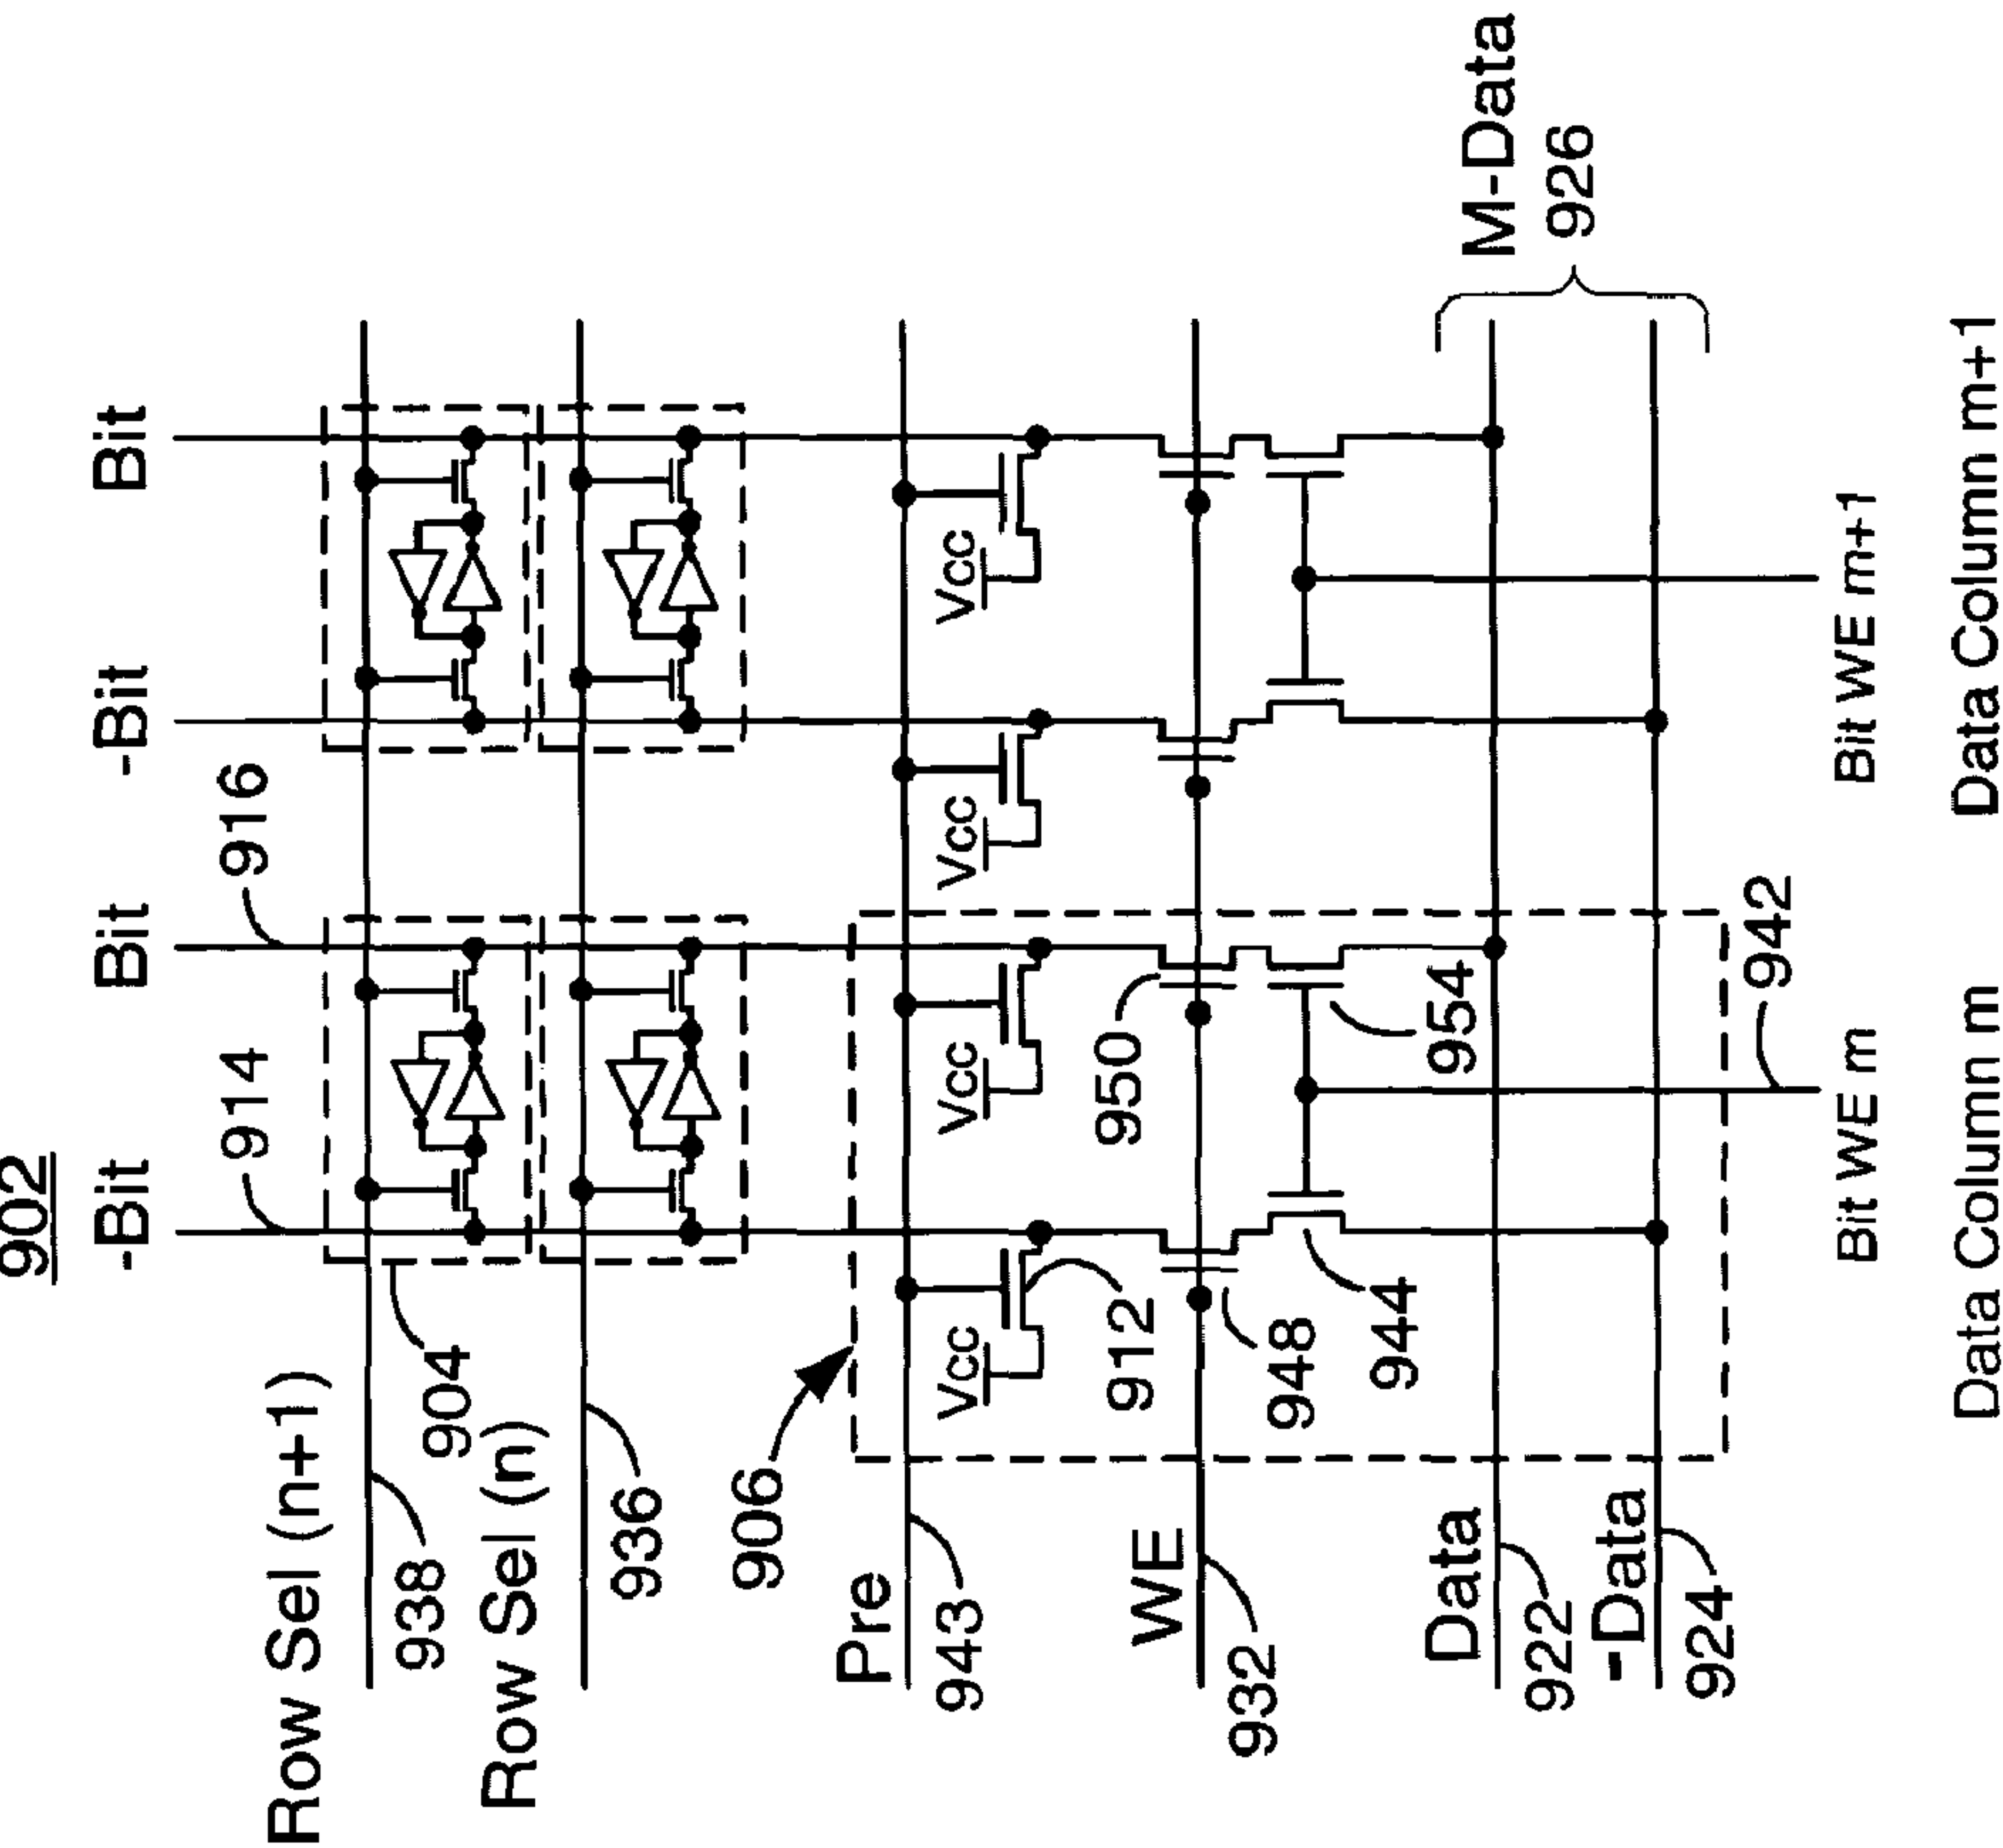 902
-Bit
Bit
-Bit
Bit
914
916
Row Sel (n+1)
938
904
Row Sel (n)
936
906
Pre
943
Vcc
Vcc
Vcc
Vcc
912
950
WE
932
948
944
954
Data
922
-Data
924
M-Data
926
942
Bit WE m
Bit WE m+1
Data Column m
Data Column m+1